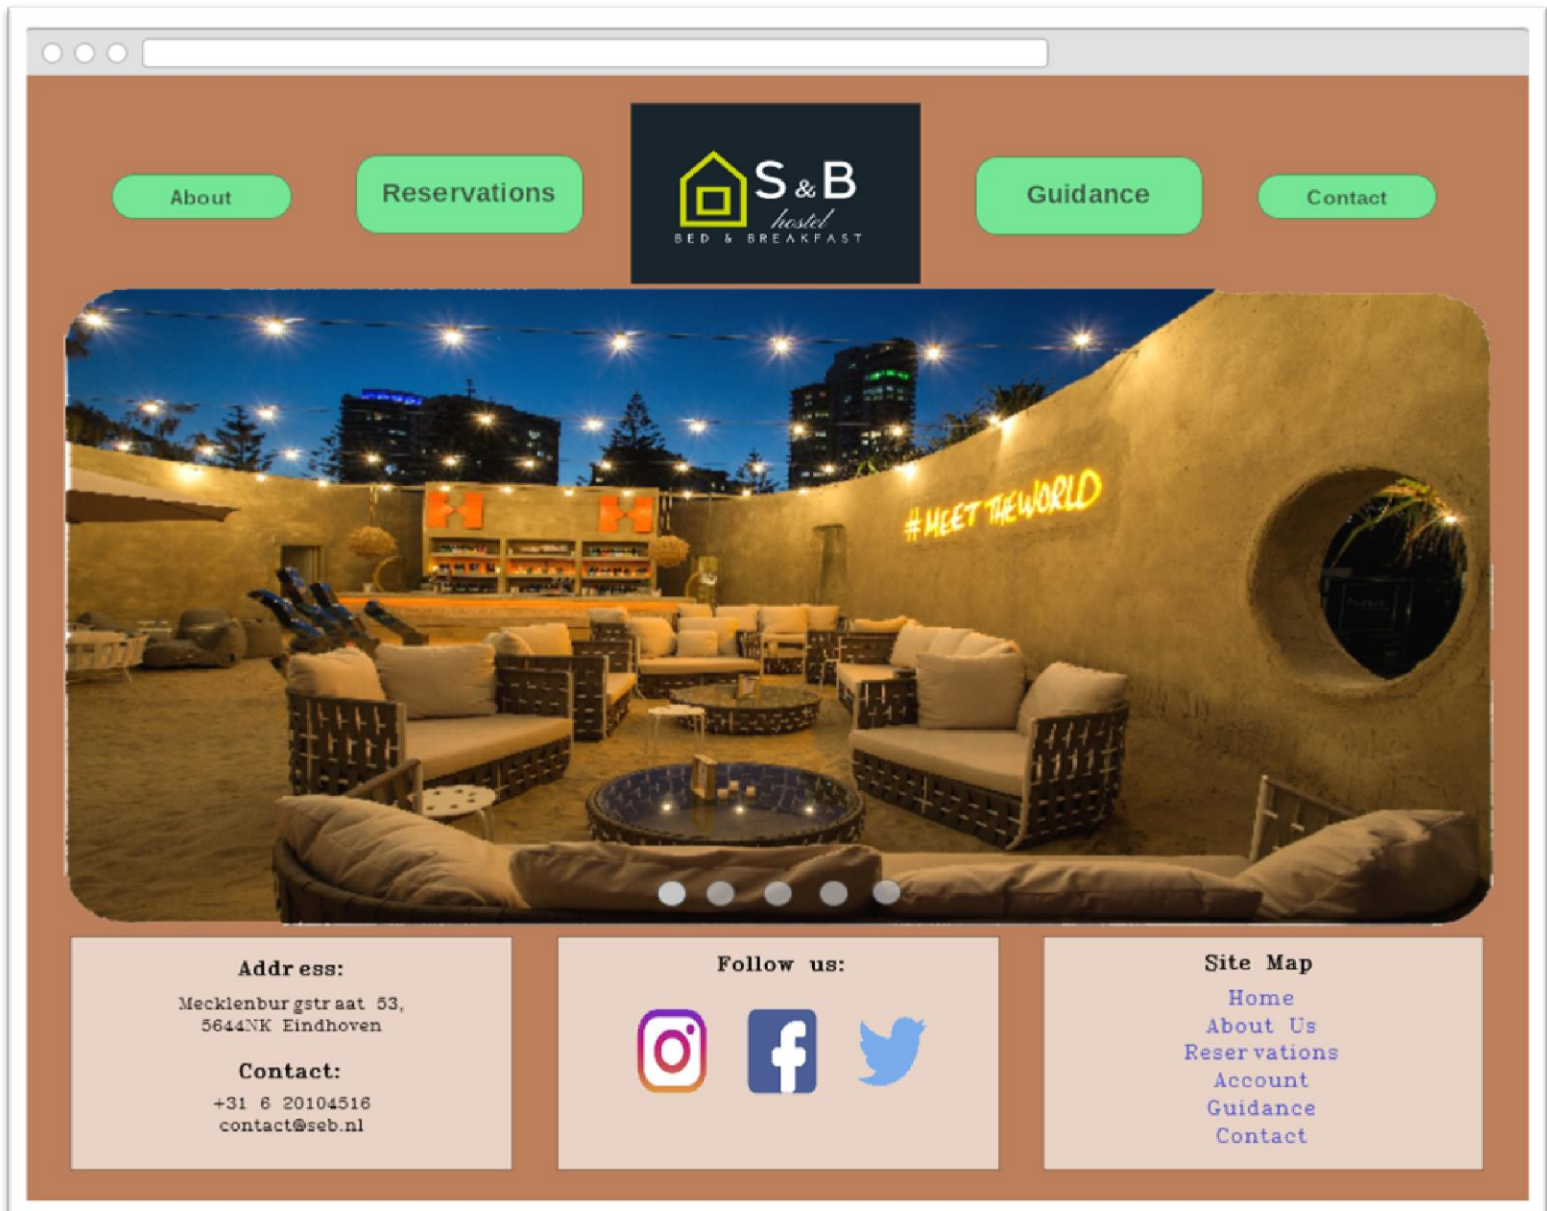 About
Reservations
S & B
hostel
BED & BREAKFAST
Guidance
Contact
#MEET THE WORLD
Address:
Mecklenburgstraat 53,
5644NK Eindhoven
Contact:
+31 6 20104516
contact@seb.nl
Follow us:
Site Map
Home
About Us
Reservations
Account
Guidance
Contact